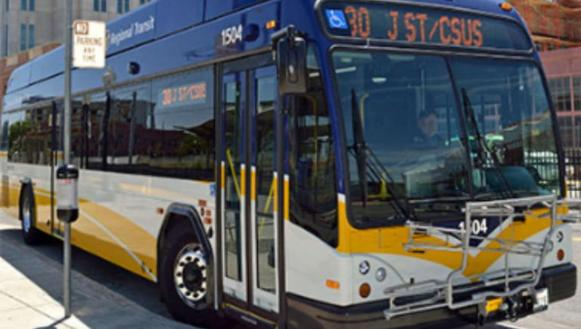 NO
PARKING
ANY
TIME
Regional Transit
1504
30 J ST/CSUS
30 J ST/CSUS
1504